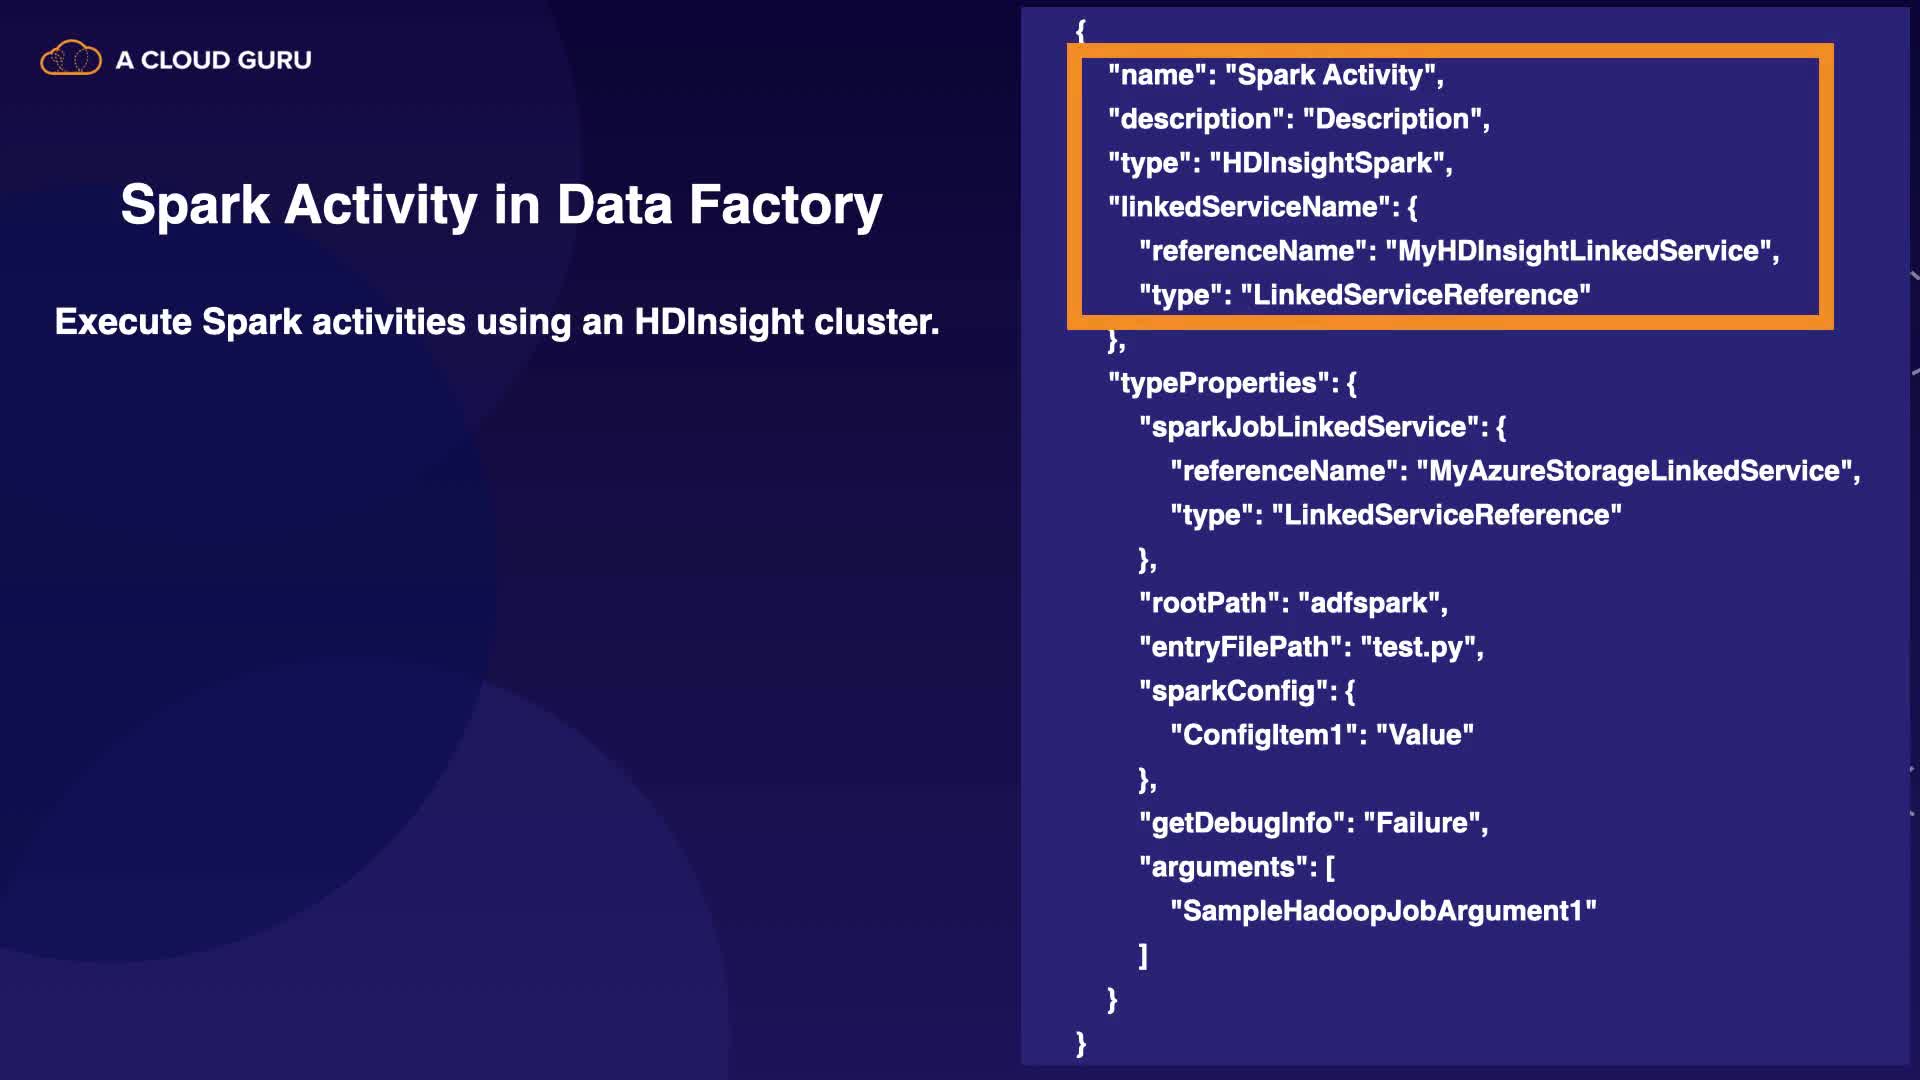 A CLOUD GURU
Spark Activity in Data Factory
Execute Spark activities using an HDInsight cluster.
{
"name": "Spark Activity",
"description": "Description",
"type": "HDInsightSpark",
"linkedServiceName": {
"referenceName": "MyHDInsightLinkedService",
"type": "LinkedServiceReference"
},
"typeProperties": {
"sparkJobLinkedService": {
"referenceName": "MyAzureStorageLinkedService",
"type": "LinkedServiceReference"
},
"rootPath": "adfspark",
"entryFilePath": "test.py",
"sparkConfig": {
"ConfigItem1": "Value"
},
"getDebugInfo": "Failure",
"arguments": [
"SampleHadoopJobArgument1"
]
}
}